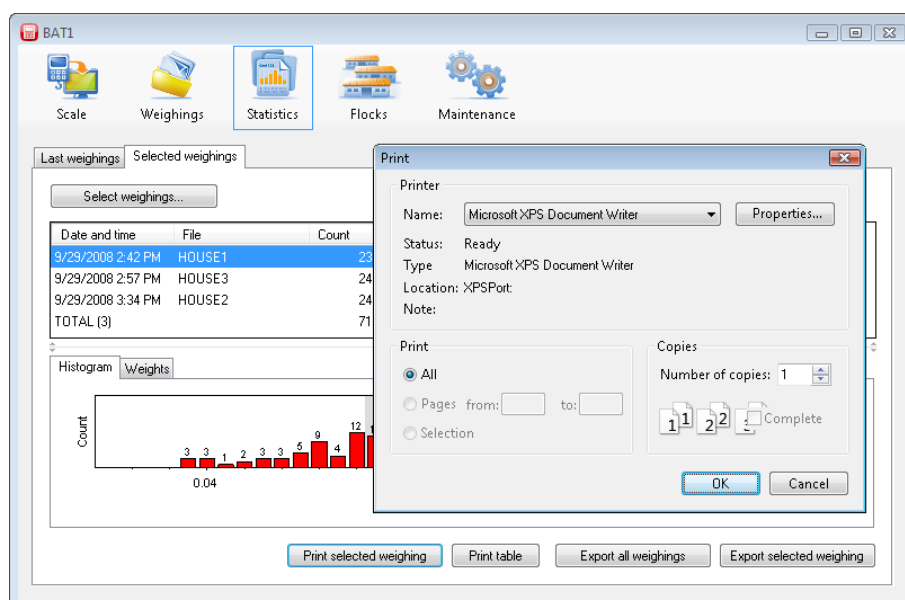 BAT1
Scale Weighings Statistics Flocks Maintenance
Last weighings Selected weighings
Select weighings...
Date and time File Count
9/29/2008 2:42 PM HOUSE1 23
9/29/2008 2:57 PM HOUSE3 24
9/29/2008 3:34 PM HOUSE2 24
TOTAL (3) 71
Histogram Weights
Count
3 3 1 2 3 3 5 9 4 12
0.04
Print
Printer
Name: Microsoft XPS Document Writer Properties...
Status: Ready
Type Microsoft XPS Document Writer
Location: XPSPort:
Note:
Print
All
Pages from: to:
Selection
Copies
Number of copies: 1
1 1 2 2
Complete
OK Cancel
Print selected weighing Print table Export all weighings Export selected weighing